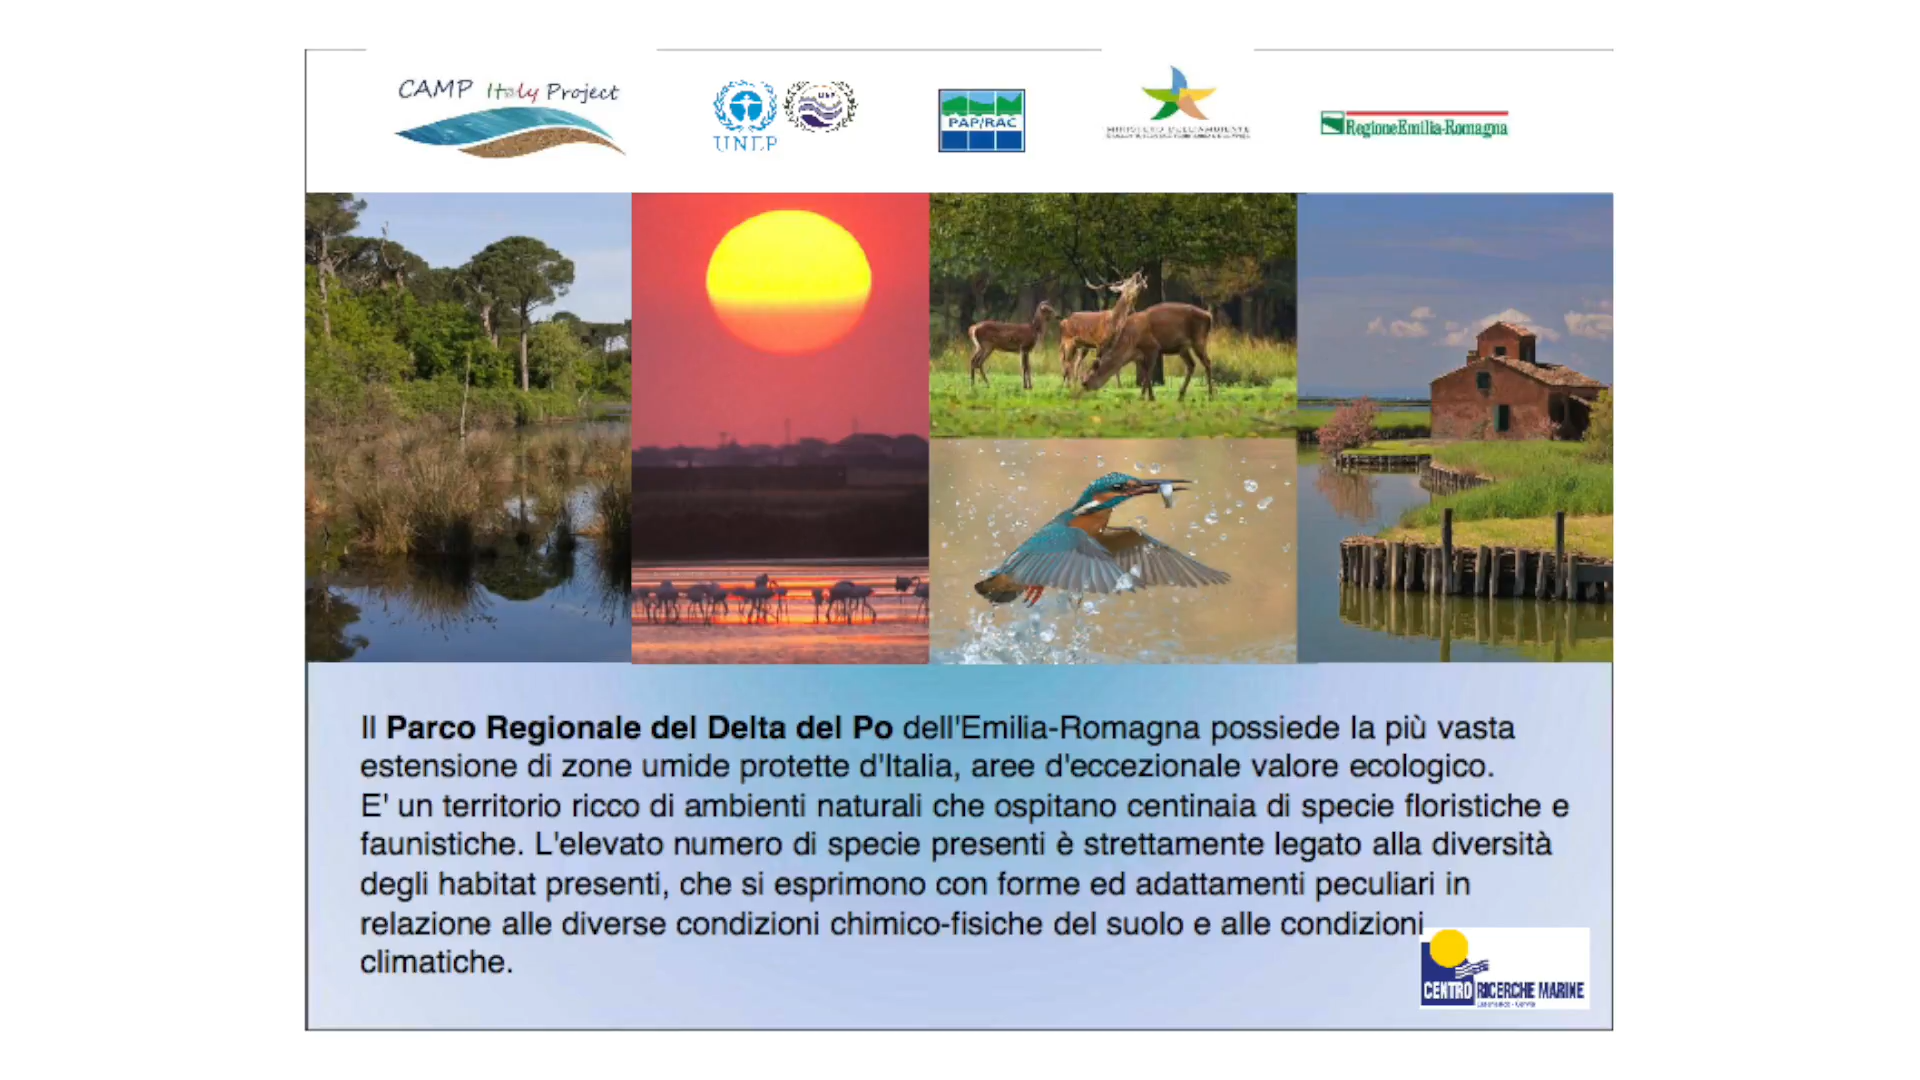 CAMP Italy Project
UNEP
PAP/RAC
MINISTERO DELL'AMBIENTE
RegioneEmilia-Romagna
Il Parco Regionale del Delta del Po dell'Emilia-Romagna possiede la più vasta
estensione di zone umide protette d'Italia, aree d'eccezionale valore ecologico.
E' un territorio ricco di ambienti naturali che ospitano centinaia di specie floristiche e
faunistiche. L'elevato numero di specie presenti è strettamente legato alla diversità
degli habitat presenti, che si esprimono con forme ed adattamenti peculiari in
relazione alle diverse condizioni chimico-fisiche del suolo e alle condizioni
climatiche.
CENTRO RICERCHE MARINE